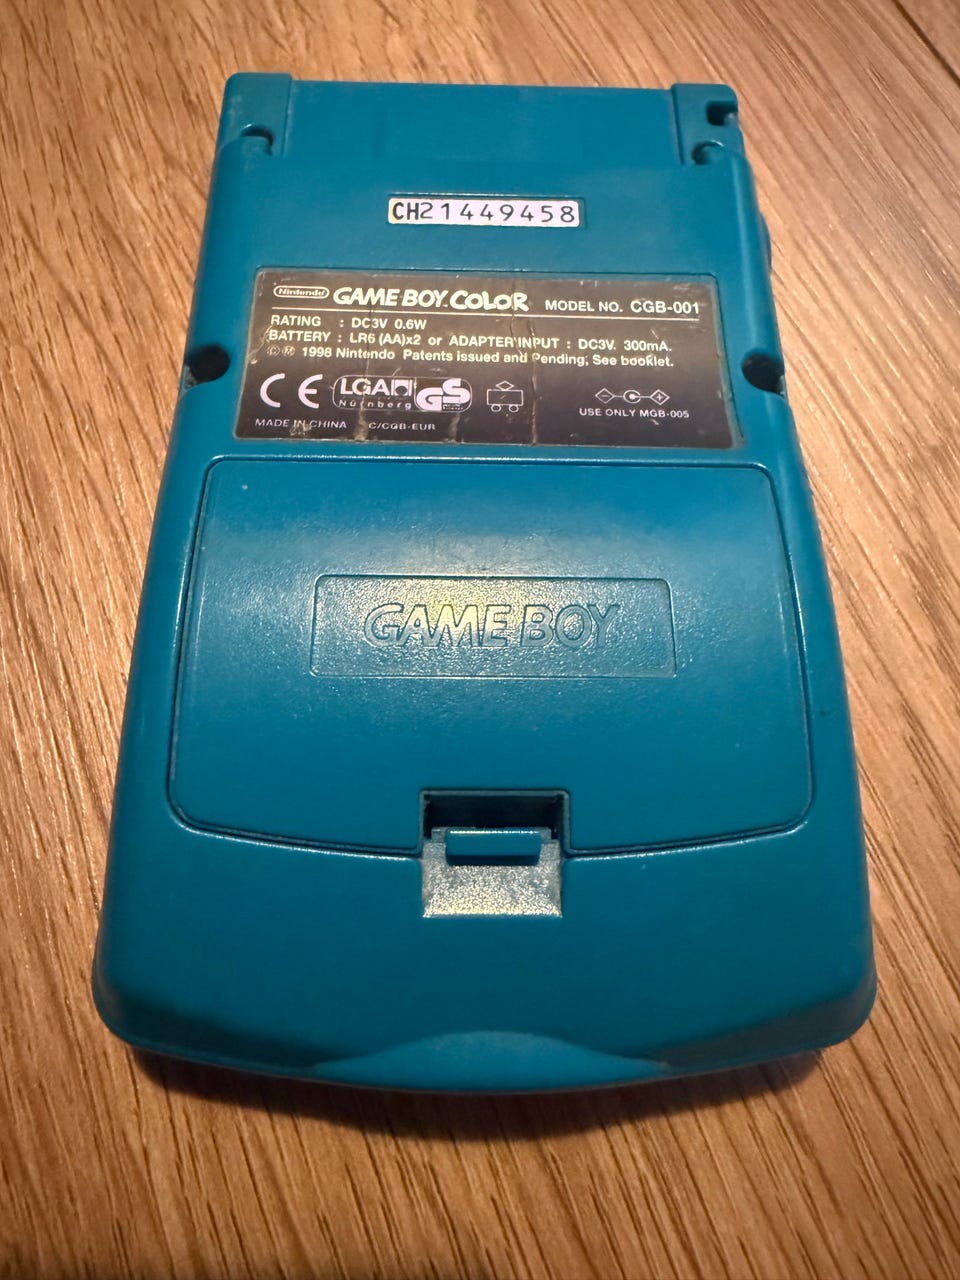 CH21449458
Nintendo GAME BOY COLOR MODEL NO. CGB-001
RATING : DC3V 0.6W
BATTERY : LR6 (AA)x2 or ADAPTER INPUT : DC3V 300mA.
©Ⓜ 1998 Nintendo Patents issued and Pending, See booklet.
CE LGA GS
Nürnberg
USE ONLY MGB-005
MADE IN CHINA C/CGB-EUR
GAME BOY